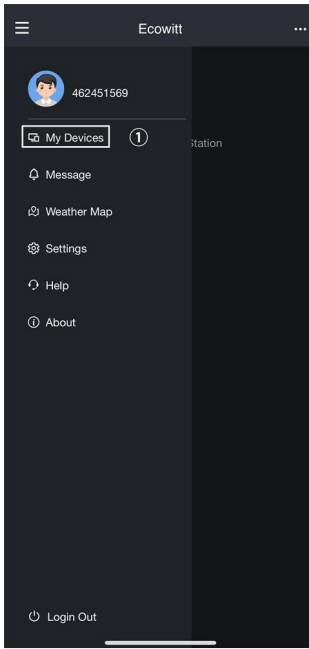 Ecowitt
462451569
My Devices ①
Station
Message
Weather Map
Settings
Help
About
Login Out